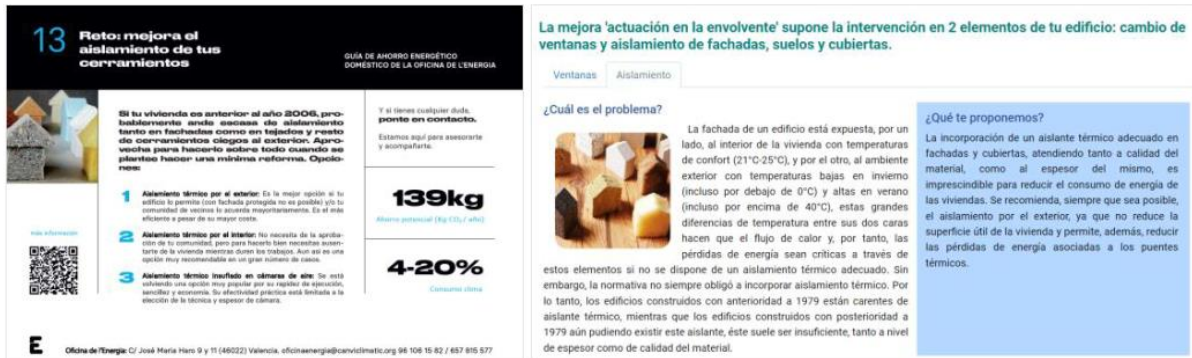 13
Reto: mejora el
aislamiento de tus
cerramientos
GUÍA DE AHORRO ENERGÉTICO
DOMÉSTICO DE LA OFICINA DE L'ENERGIA
Si tu vivienda es anterior al año 2006, pro-
bablemente ande escasa de aislamiento
tanto en fachadas como en tejados y resto
de cerramientos ciegos al exterior. Apro-
vecha para hacerlo sobre todo cuando se
plantee hacer una mínima reforma. Opcio-
nes:
1
Aislamiento térmico por el exterior: Es la mejor opción si tu
edificio lo permite (con fachada protegida no es posible) y/o tu
comunidad de vecinos lo acuerda mayoritariamente. Es el más
eficiente a pesar de su mayor coste.
2
Aislamiento térmico por el interior: No necesita de la aproba-
ción de tu comunidad, pero para hacerlo bien necesitas ausen-
tarte de la vivienda mientras duren los trabajos. Aun así es una
opción muy recomendable en un gran número de casos.
3
Aislamiento térmico insuflado en cámaras de aire: Se está
volviendo una opción muy popular por su rapidez de ejecución,
sencillez y economía. Su efectividad práctica está limitada a la
elección de la técnica y espesor de cámara.
más información
Y si tienes cualquier duda,
ponte en contacto.
Estamos aquí para asesorarte
y acompañarte.
139kg
Ahorro potencial (Kg CO₂ / año)
4-20%
Consumo clima
E
Oficina de l'Energia: C/ José María Haro 9 y 11 (46022) Valencia. oficinaenergia@canviclimatic.org 96 106 15 82 / 657 815 577
La mejora 'actuación en la envolvente' supone la intervención en 2 elementos de tu edificio: cambio de
ventanas y aislamiento de fachadas, suelos y cubiertas.
Ventanas
Aislamiento
¿Cuál es el problema?
La fachada de un edificio está expuesta, por un
lado, al interior de la vivienda con temperaturas
de confort (21°C-25°C), y por el otro, al ambiente
exterior con temperaturas bajas en invierno
(incluso por debajo de 0°C) y altas en verano
(incluso por encima de 40°C), estas grandes
diferencias de temperatura entre sus dos caras
hacen que el flujo de calor y, por tanto, las
pérdidas de energía sean críticas a través de
estos elementos si no se dispone de un aislamiento térmico adecuado. Sin
embargo, la normativa no siempre obligó a incorporar aislamiento térmico. Por
lo tanto, los edificios construidos con anterioridad a 1979 están carentes de
aislante térmico, mientras que los edificios construidos con posterioridad a
1979 aún pudiendo existir este aislante, éste suele ser insuficiente, tanto a nivel
de espesor como de calidad del material.
¿Qué te proponemos?
La incorporación de un aislante térmico adecuado en
fachadas y cubiertas, atendiendo tanto a calidad del
material, como al espesor del mismo, es
imprescindible para reducir el consumo de energía de
las viviendas. Se recomienda, siempre que sea posible,
el aislamiento por el exterior, ya que no reduce la
superficie útil de la vivienda y permite, además, reducir
las pérdidas de energía asociadas a los puentes
térmicos.